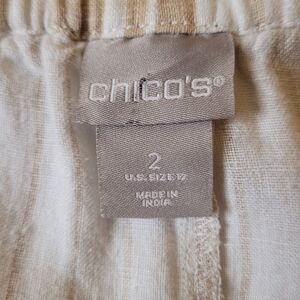 chico's®
2
U.S. SIZE 12
MADE IN
INDIA